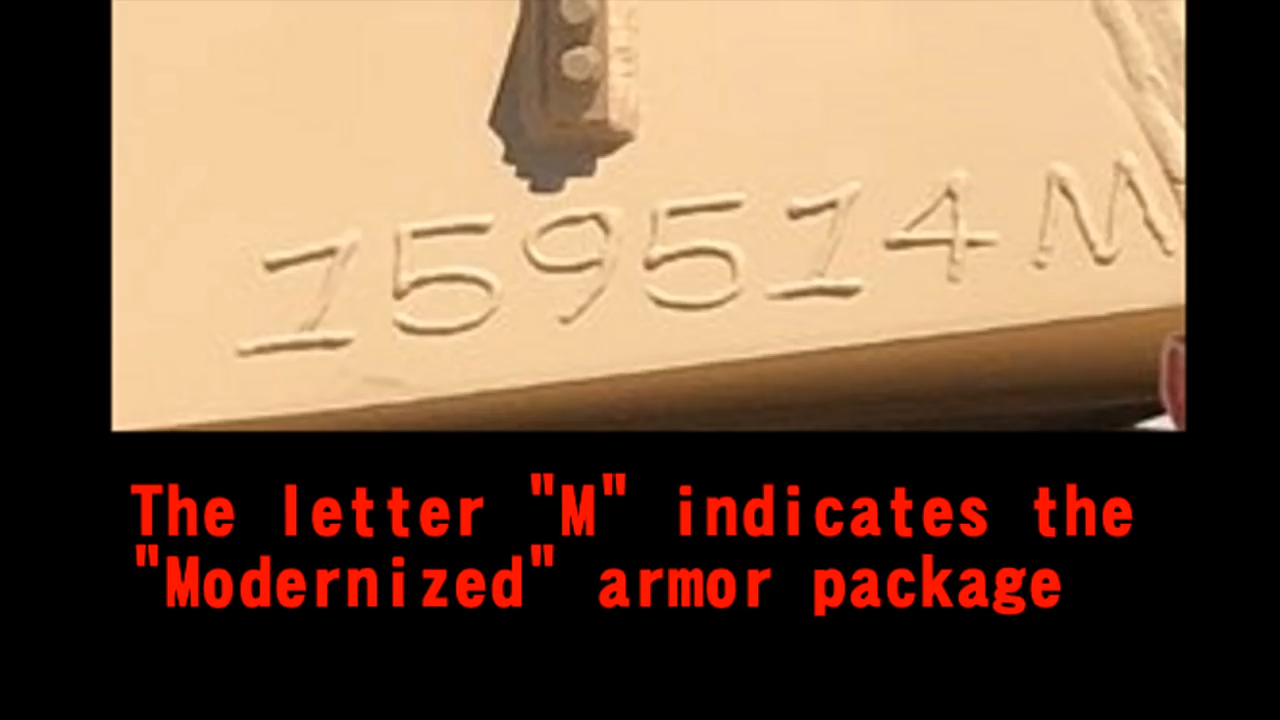 159514M
The letter "M" indicates the
"Modernized" armor package